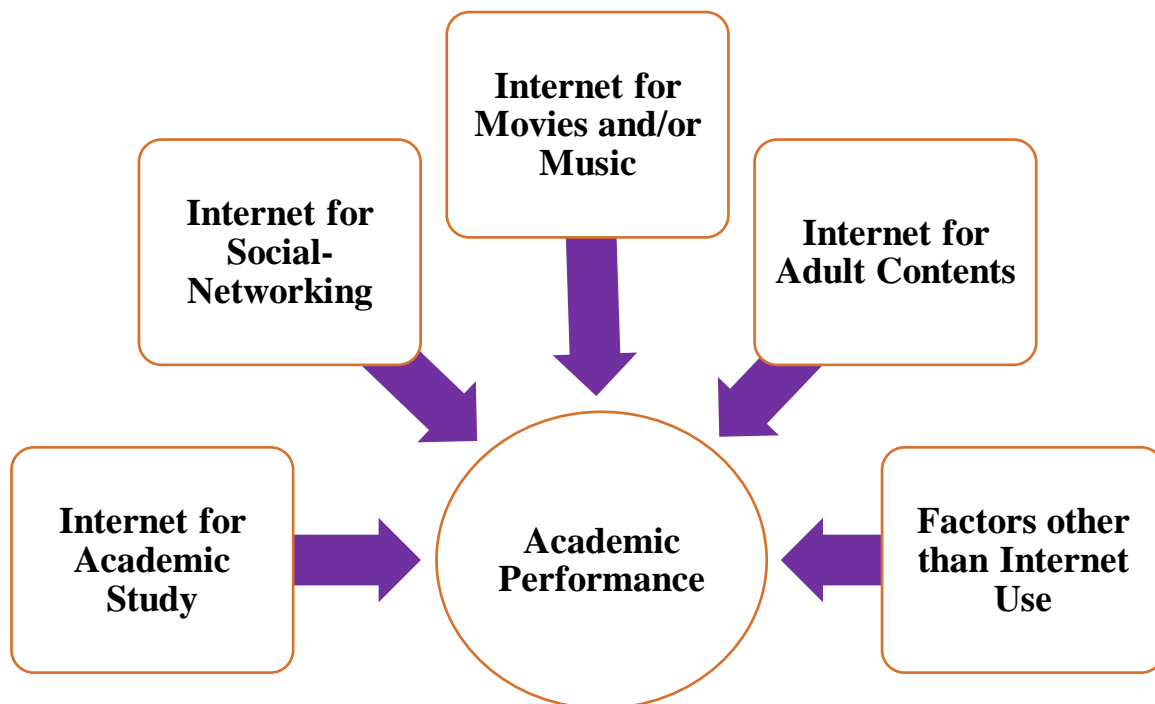 Internet for
Movies and/or
Music
Internet for
Social-
Networking
Internet for
Adult Contents
Internet for
Academic
Study
Academic
Performance
Factors other
than Internet
Use